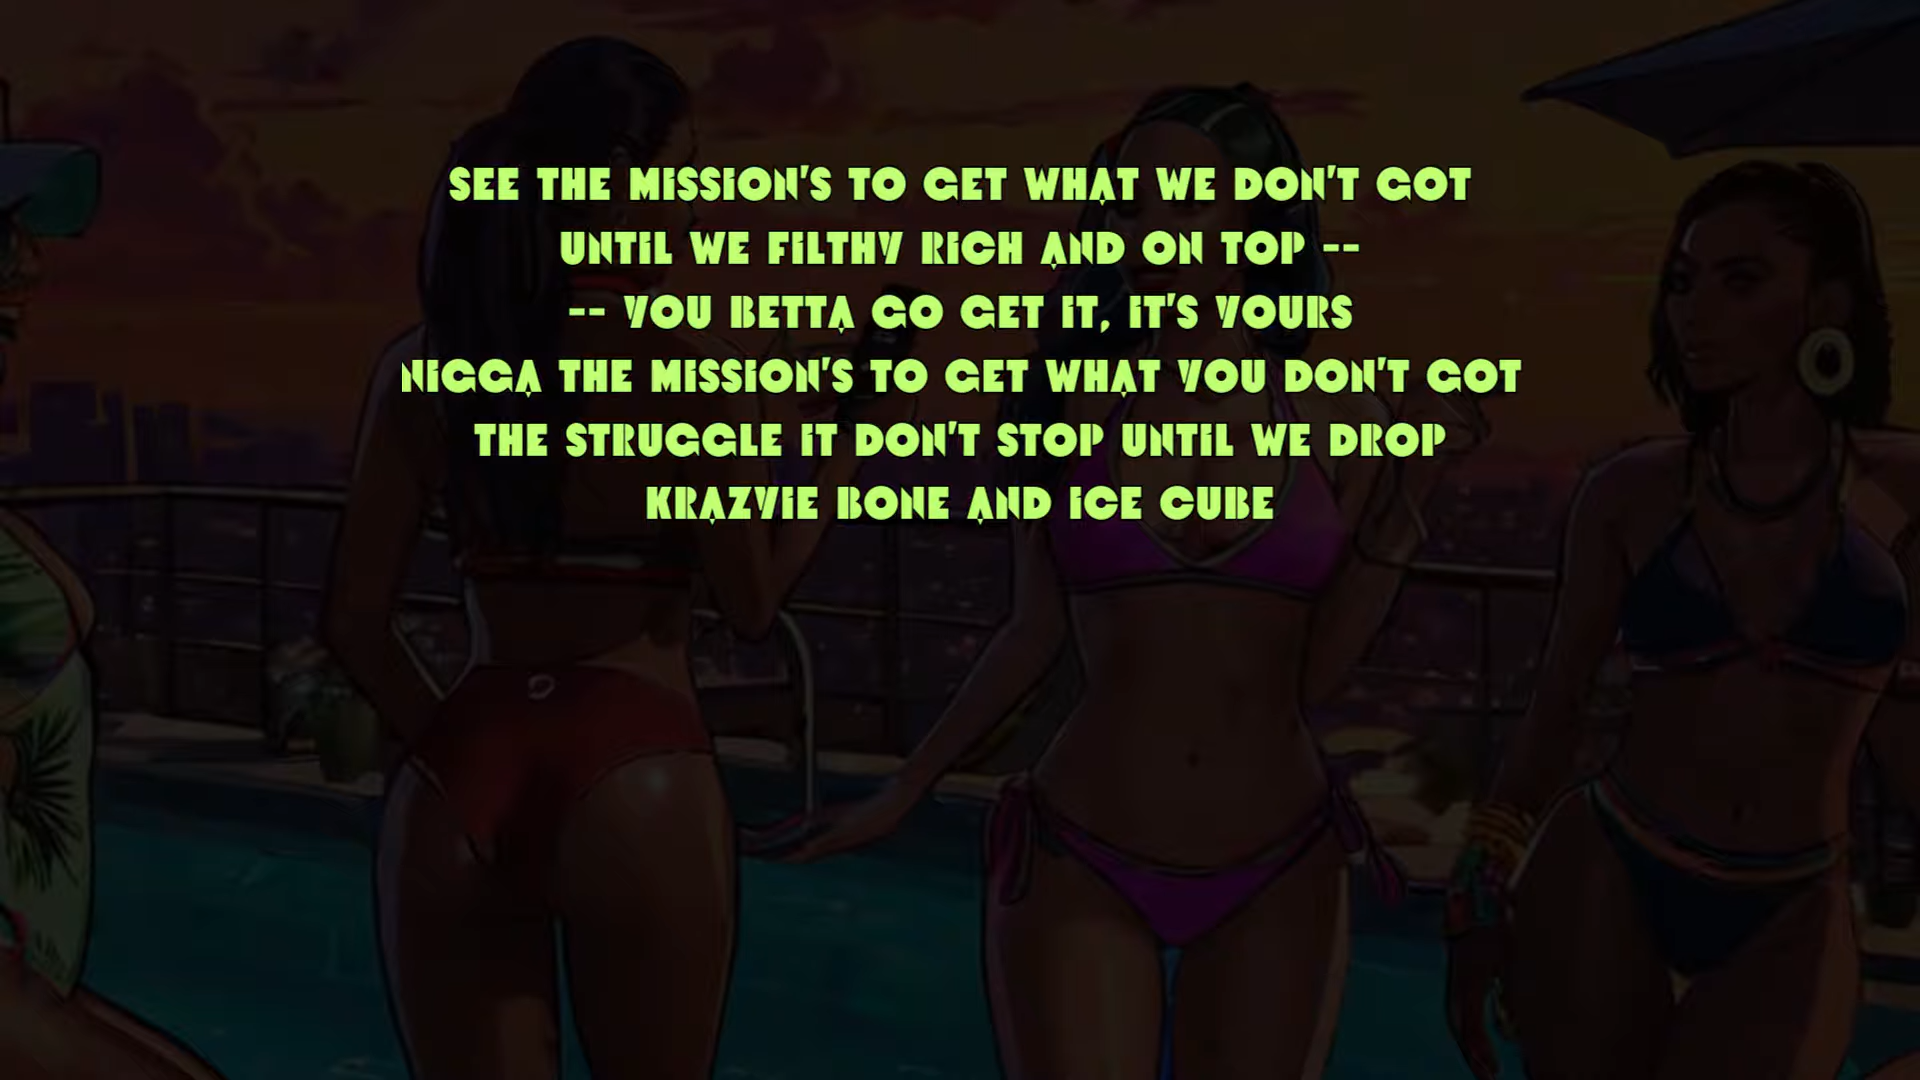 SEE THE MISSION'S TO GET WHAT WE DON'T GOT
UNTIL WE FILTHY RICH AND ON TOP --
-- YOU BETTA GO GET IT, IT'S YOURS
NIGGA THE MISSION'S TO GET WHAT YOU DON'T GOT
THE STRUGGLE IT DON'T STOP UNTIL WE DROP
KRAZYIE BONE AND ICE CUBE